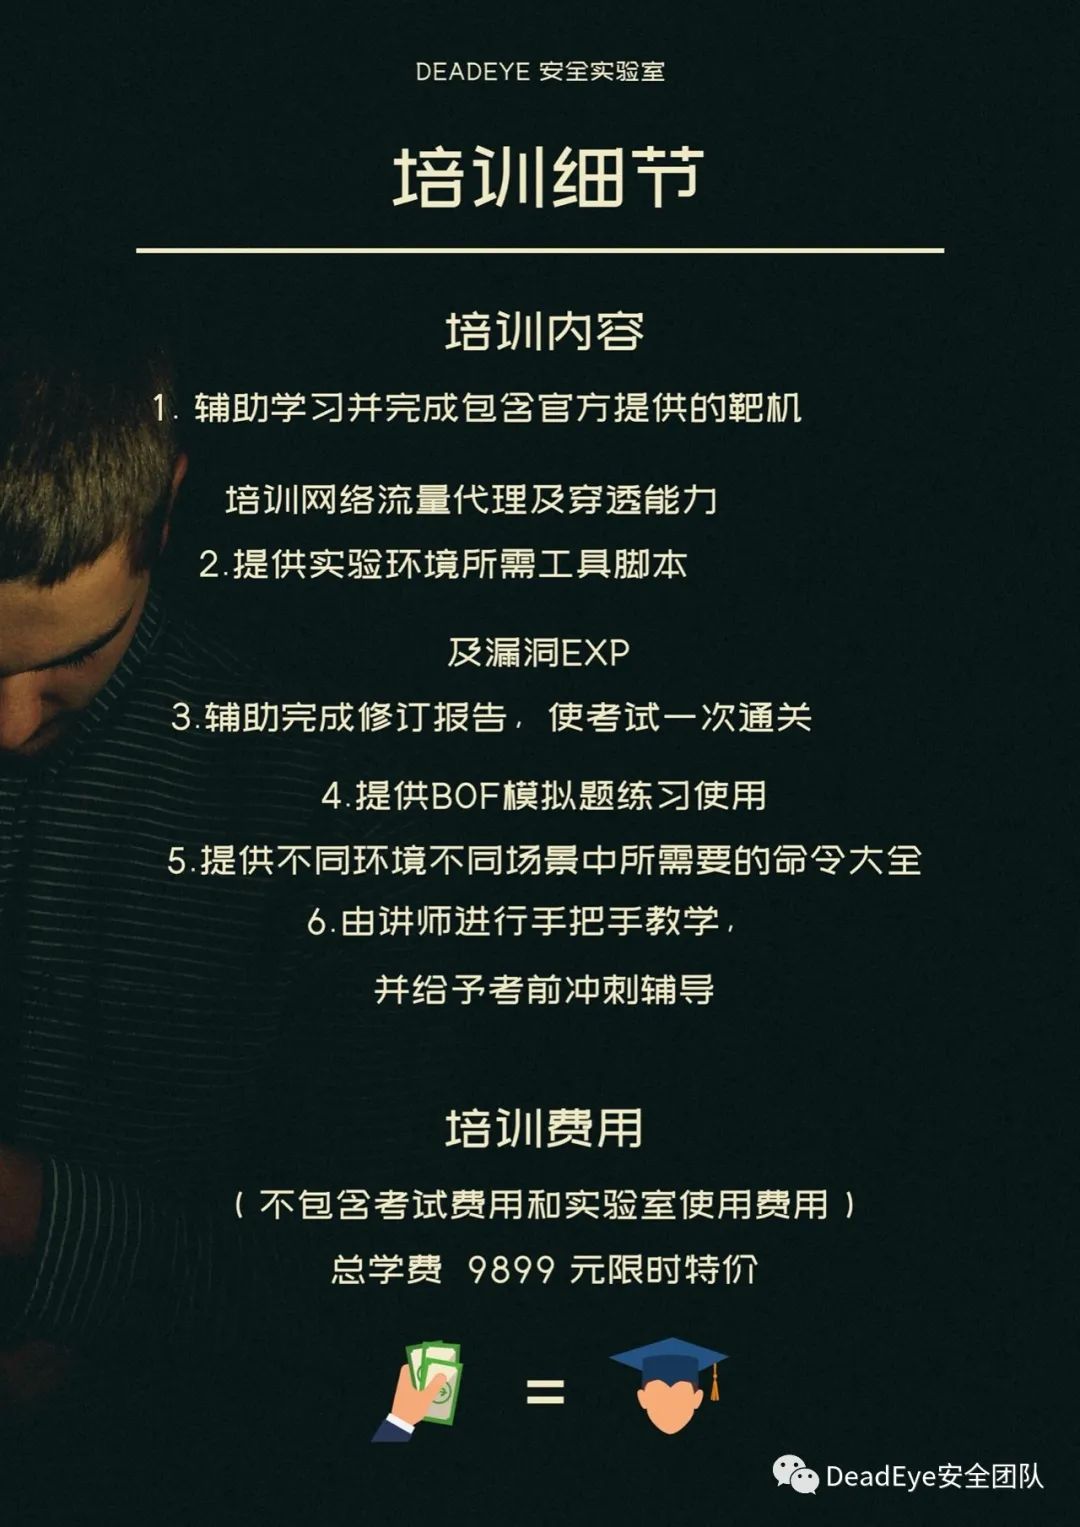 DEADEYE 安全实验室
培训细节
培训内容
1. 辅助学习并完成包含官方提供的靶机
培训网络流量代理及穿透能力
2.提供实验环境所需工具脚本
及漏洞EXP
3.辅助完成修订报告，使考试一次通关
4.提供BOF模拟题练习使用
5.提供不同环境不同场景中所需要的命令大全
6.由讲师进行手把手教学，
并给予考前冲刺辅导
培训费用
（不包含考试费用和实验室使用费用）
总学费 9899 元限时特价
=
DeadEye安全团队